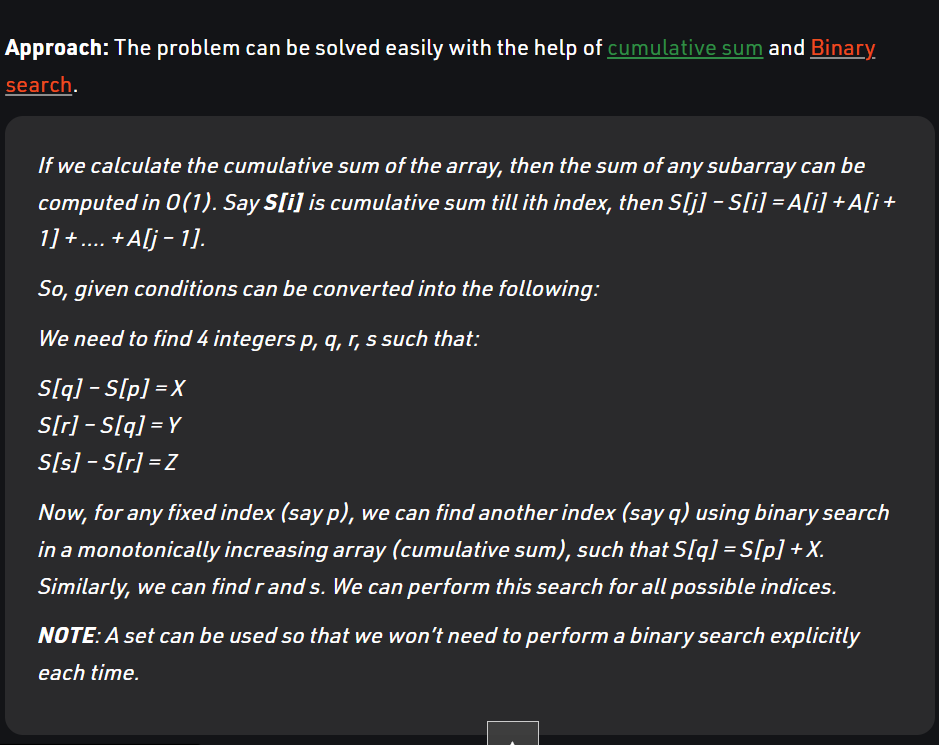 Approach: The problem can be solved easily with the help of cumulative sum and Binary
search.
If we calculate the cumulative sum of the array, then the sum of any subarray can be
computed in O(1). Say S[i] is cumulative sum till ith index, then S[j] – S[i] = A[i] + A[i +
1] + .... + A[j – 1].
So, given conditions can be converted into the following:
We need to find 4 integers p, q, r, s such that:
S[q] – S[p] = X
S[r] – S[q] = Y
S[s] – S[r] = Z
Now, for any fixed index (say p), we can find another index (say q) using binary search
in a monotonically increasing array (cumulative sum), such that S[q] = S[p] + X.
Similarly, we can find r and s. We can perform this search for all possible indices.
NOTE: A set can be used so that we won’t need to perform a binary search explicitly
each time.